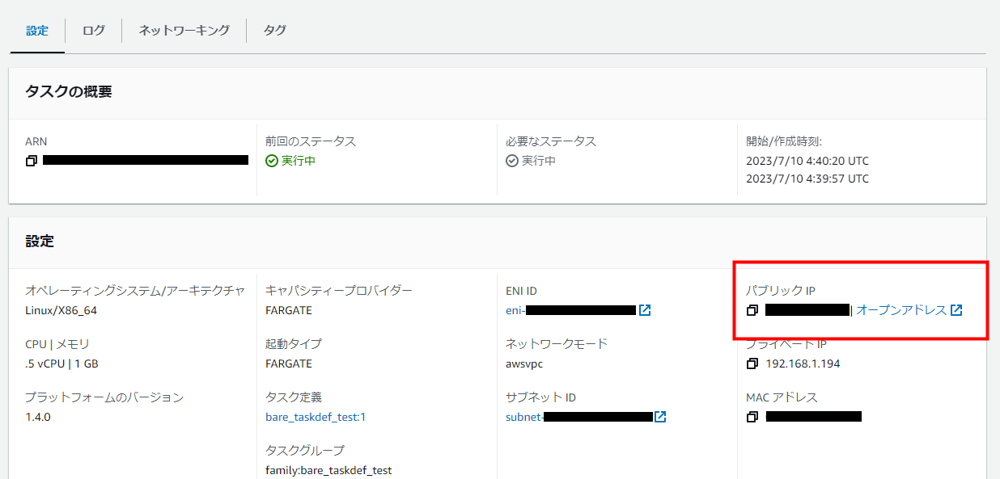 設定
ログ
ネットワーキング
タグ
タスクの概要
ARN
前回のステータス
実行中
必要なステータス
実行中
開始/作成時刻:
2023/7/10 4:40:20 UTC
2023/7/10 4:39:57 UTC
設定
オペレーティングシステム/アーキテクチャ
Linux/X86_64
CPU | メモリ
.5 vCPU | 1 GB
プラットフォームのバージョン
1.4.0
キャパシティープロバイダー
FARGATE
起動タイプ
FARGATE
タスク定義
bare_taskdef_test:1
タスクグループ
family:bare_taskdef_test
ENI ID
eni-
ネットワークモード
awsvpc
サブネット ID
subnet-
パブリック IP
| オープンアドレス
プライベート IP
192.168.1.194
MAC アドレス